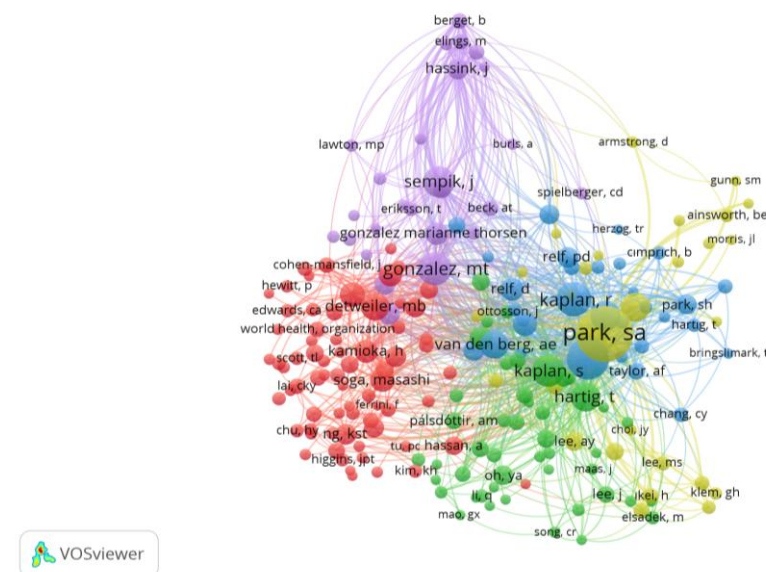 berget, b
elings, m
hassink, j
lawton, mp
burls, a
armstrong, d
sempik, j
gunn, sm
spielberger, cd
eriksson, t
beck, at
ainsworth, be
gonzalez marianne thorsen
herzog, tr
morris, jl
cohen-mansfield, j
gonzalez, mt
relf, pd
cimprich, b
hewitt, p
relf, d
kaplan, r
edwards, ca
detweiler, mb
ottosson, j
park, sh
world health, organization
park, sa
hartig, t
scott, tl
kamioka, h
van den berg, ae
bringslimark, t
lai, cky
soga, masashi
kaplan, s
taylor, af
ferrini, f
hartig, t
chu, hy
ng, kst
pálsdóttir, am
chang, cy
tu, pc
hassan, a
lee, ay
choi, jy
higgins, jpt
kim, kh
oh, ya
maas, j
lee, ms
li, q
lee, j
ikei, h
klem, gh
mao, gx
elsadek, m
song, cr
VOSviewer